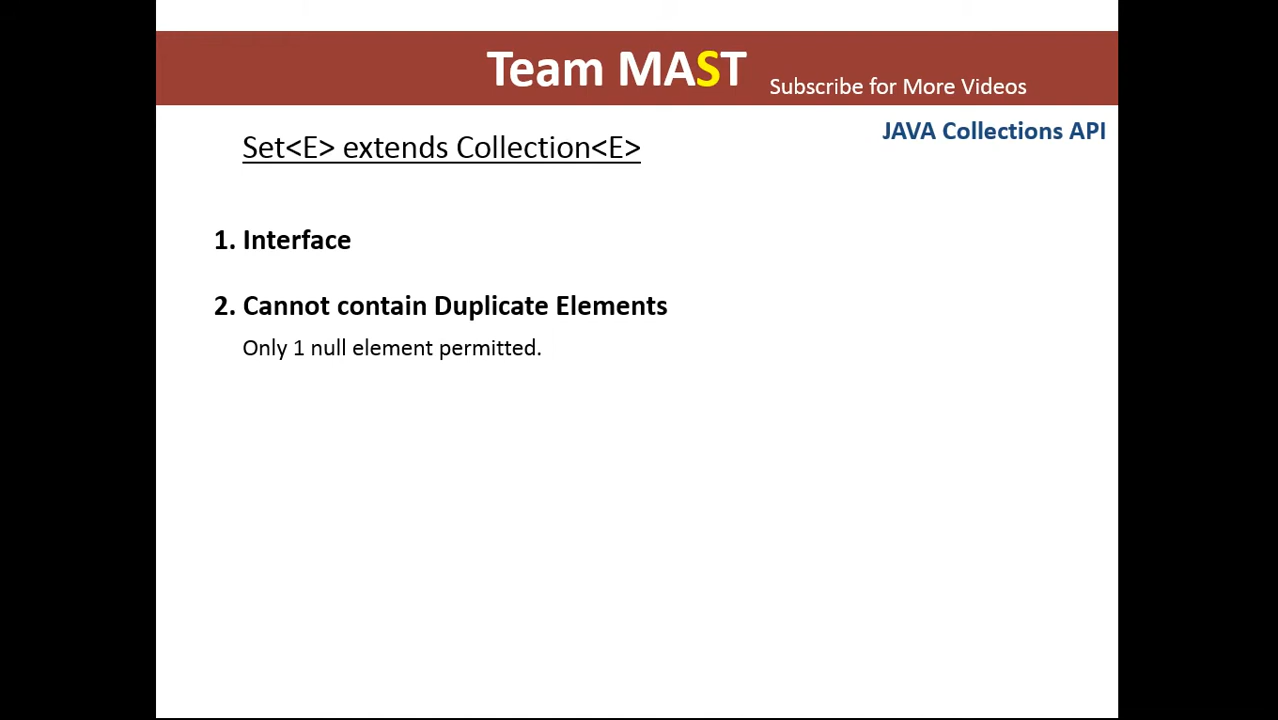 Team MAST Subscribe for More Videos
JAVA Collections API
Set<E> extends Collection<E>
1. Interface
2. Cannot contain Duplicate Elements
Only 1 null element permitted.